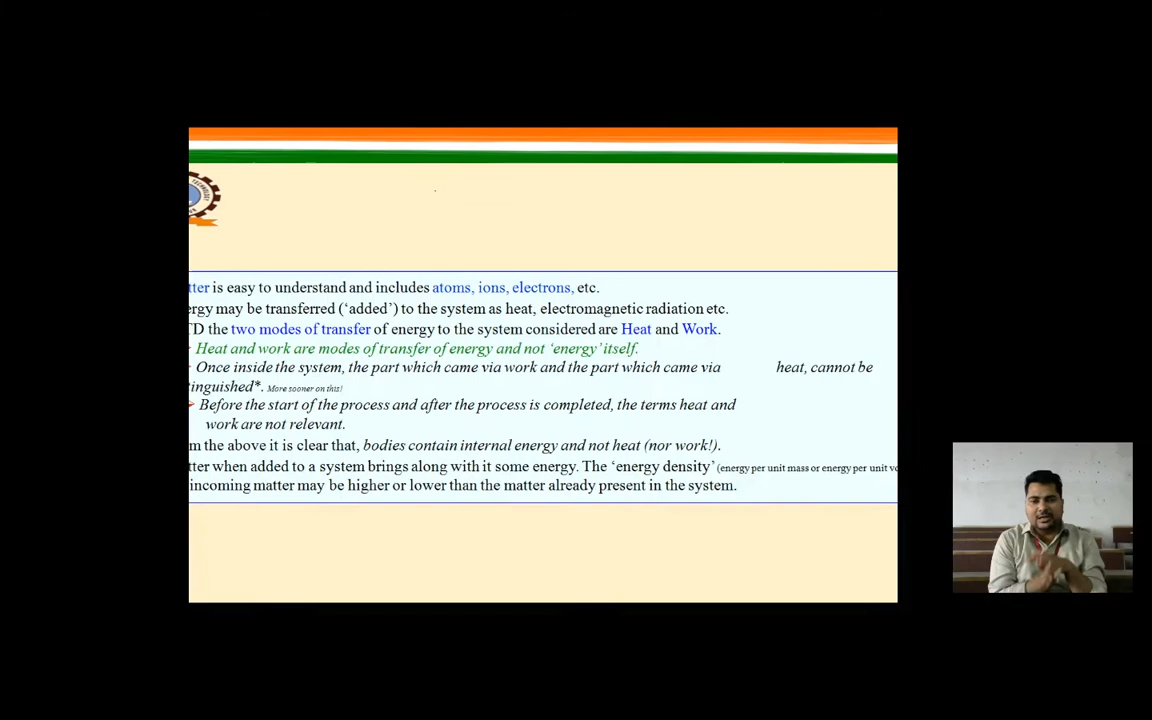 tter is easy to understand and includes atoms, ions, electrons, etc.
ergy may be transferred (‘added’) to the system as heat, electromagnetic radiation etc.
TD the two modes of transfer of energy to the system considered are Heat and Work.
Heat and work are modes of transfer of energy and not ‘energy’ itself.
Once inside the system, the part which came via work and the part which came via heat, cannot be
tinguished*. More sooner on this!
Before the start of the process and after the process is completed, the terms heat and
work are not relevant.
m the above it is clear that, bodies contain internal energy and not heat (nor work!).
tter when added to a system brings along with it some energy. The ‘energy density’ (energy per unit mass or energy per unit vo
incoming matter may be higher or lower than the matter already present in the system.